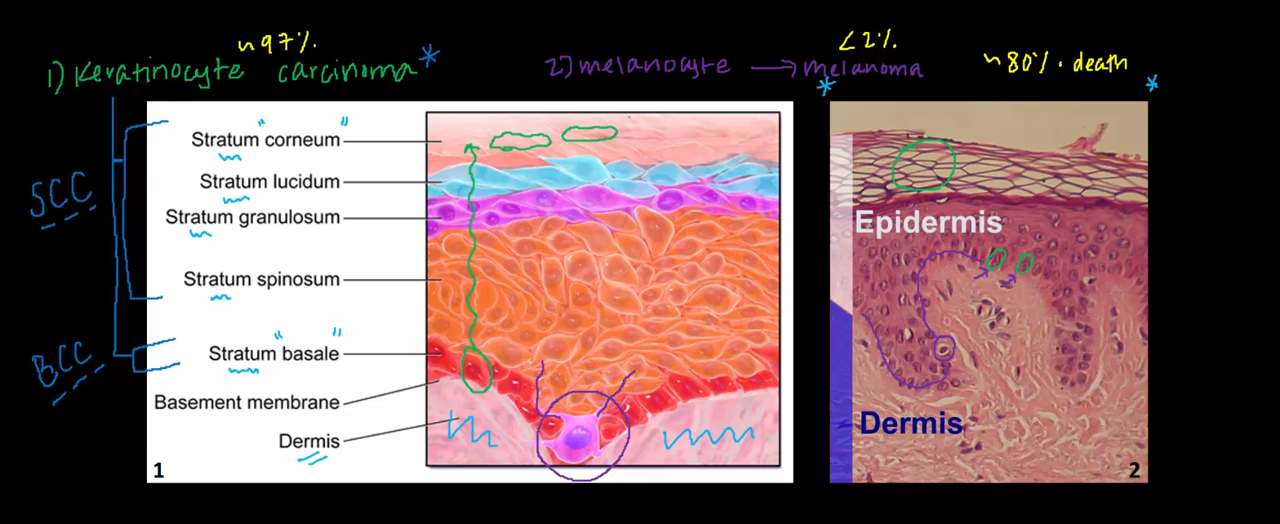 ~97%
1) Keratinocyte carcinoma*
<2%
2) melanocyte → melanoma
~80% death
* *
Stratum "corneum"
Stratum lucidum
Stratum granulosum
SCC
Stratum spinosum
Stratum "basale"
BCC
Basement membrane
Dermis
1
Epidermis
Dermis
2